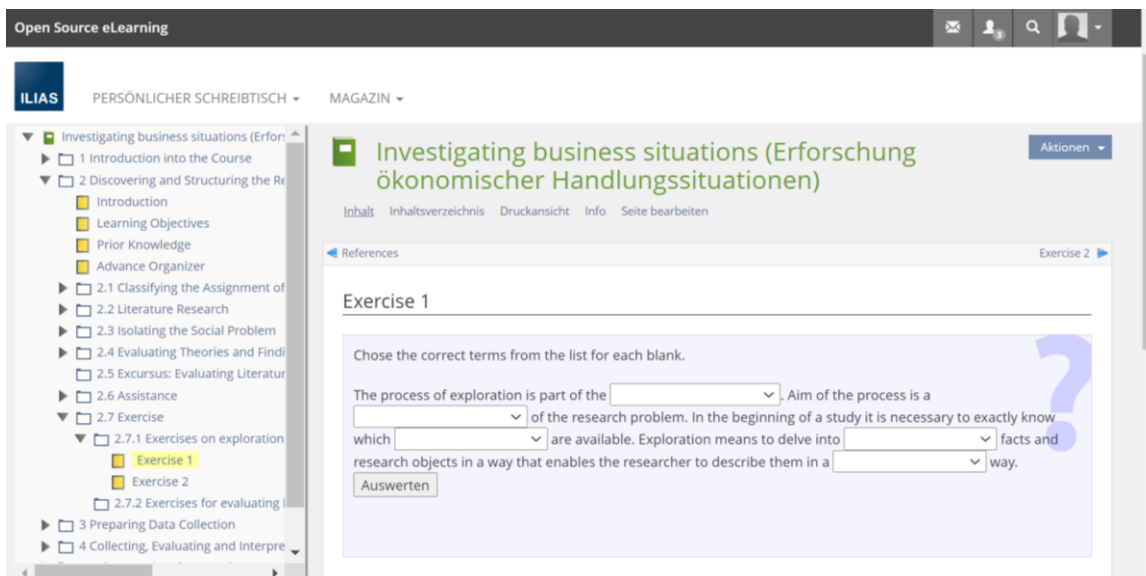 Open Source eLearning
3
ILIAS
PERSÖNLICHER SCHREIBTISCH
MAGAZIN
Investigating business situations (Erfor
1 Introduction into the Course
2 Discovering and Structuring the Re
Introduction
Learning Objectives
Prior Knowledge
Advance Organizer
2.1 Classifying the Assignment of
2.2 Literature Research
2.3 Isolating the Social Problem
2.4 Evaluating Theories and Findi
2.5 Excursus: Evaluating Literatur
2.6 Assistance
2.7 Exercise
2.7.1 Exercises on exploration
Exercise 1
Exercise 2
2.7.2 Exercises for evaluating
3 Preparing Data Collection
4 Collecting, Evaluating and Interpre
Investigating business situations (Erforschung
ökonomischer Handlungssituationen)
Aktionen
Inhalt Inhaltsverzeichnis Druckansicht Info Seite bearbeiten
References
Exercise 2
Exercise 1
Chose the correct terms from the list for each blank.
The process of exploration is part of the . Aim of the process is a
of the research problem. In the beginning of a study it is necessary to exactly know
which are available. Exploration means to delve into facts and
research objects in a way that enables the researcher to describe them in a way.
Auswerten
?